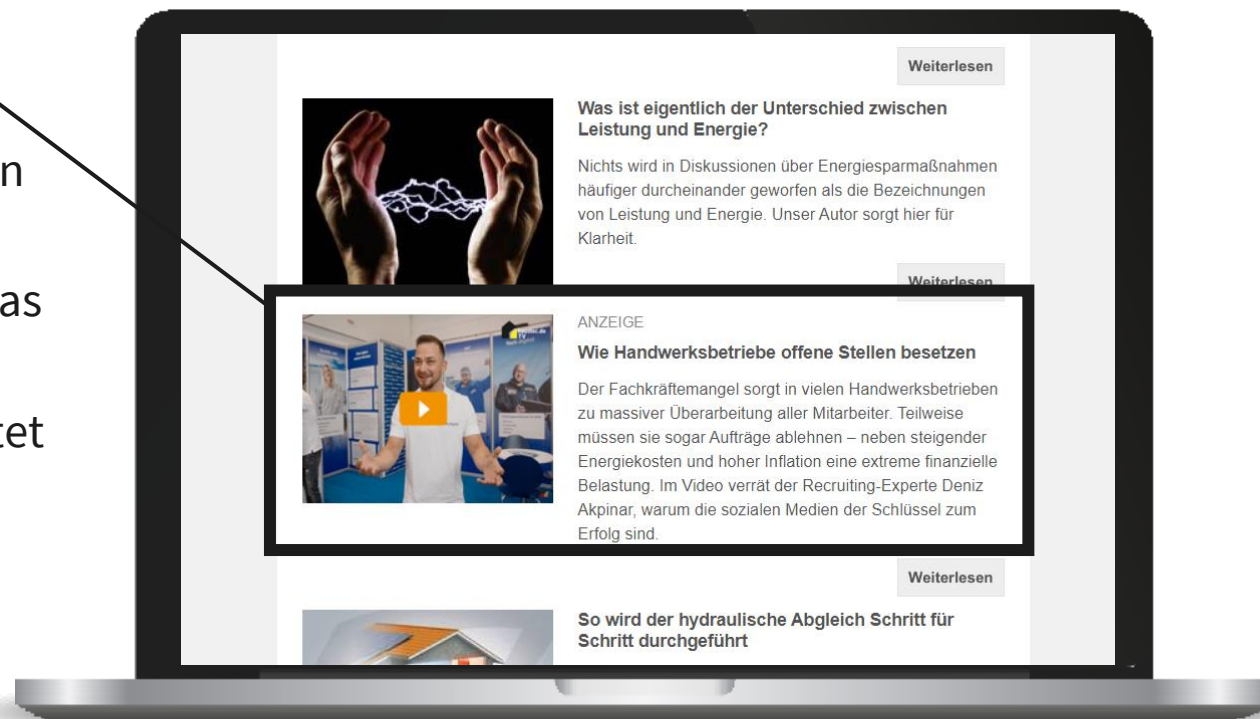 n
as
tet
Weiterlesen
Was ist eigentlich der Unterschied zwischen
Leistung und Energie?
Nichts wird in Diskussionen über Energiesparmaßnahmen
häufiger durcheinander geworfen als die Bezeichnungen
von Leistung und Energie. Unser Autor sorgt hier für
Klarheit.
Weiterlesen
ANZEIGE
Wie Handwerksbetriebe offene Stellen besetzen
Der Fachkräftemangel sorgt in vielen Handwerksbetrieben
zu massiver Überarbeitung aller Mitarbeiter. Teilweise
müssen sie sogar Aufträge ablehnen – neben steigender
Energiekosten und hoher Inflation eine extreme finanzielle
Belastung. Im Video verrät der Recruiting-Experte Deniz
Akpinar, warum die sozialen Medien der Schlüssel zum
Erfolg sind.
Weiterlesen
So wird der hydraulische Abgleich Schritt für
Schritt durchgeführt